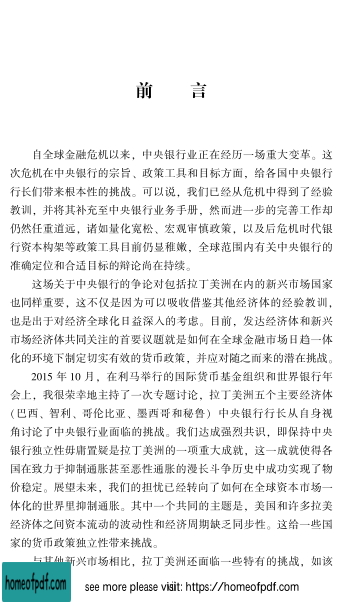 前 言
自全球金融危机以来，中央银行业正在经历一场重大变革。这
次危机在中央银行的宗旨、政策工具和目标方面，给各国中央银行
行长们带来根本性的挑战。可以说，我们已经从危机中得到了经验
教训，并将其补充至中央银行业务手册，然而进一步的完善工作却
仍然任重道远，诸如量化宽松、宏观审慎政策，以及后危机时代银
行资本构架等政策工具目前仍显稚嫩，全球范围内有关中央银行的
准确定位和合适目标的辩论尚在持续。
这场关于中央银行的争论对包括拉丁美洲在内的新兴市场国家
也同样重要，这不仅是因为可以吸收借鉴其他经济体的经验教训，
也是出于对经济全球化日益深入的考虑。目前，发达经济体和新兴
市场经济体共同关注的首要议题就是如何在全球金融市场日趋一体
化的环境下制定切实有效的货币政策，并应对随之而来的潜在挑战。
2015 年 10 月，在利马举行的国际货币基金组织和世界银行年
会上，我很荣幸地主持了一次专题讨论，拉丁美洲五个主要经济体
(巴西、智利、哥伦比亚、墨西哥和秘鲁) 中央银行行长从自身视
角讨论了中央银行业面临的挑战。我们达成强烈共识，即保持中央
银行独立性毋庸置疑是拉丁美洲的一项重大成就，这一成就使得各
国在致力于抑制通胀甚至恶性通胀的漫长斗争历史中成功实现了物
价稳定。展望未来，我们的担忧已经转向了如何在全球资本市场一
体化的世界里抑制通胀。其中一个共同的主题是，美国和许多拉美
经济体之间资本流动的波动性和经济周期缺乏同步性。这给一些国
家的货币政策独立性带来挑战。
与其他新兴市场相比，拉丁美洲还面临一些特有的挑战，如该
homeofpdf.com
see more please visit: https://homeofpdf.com